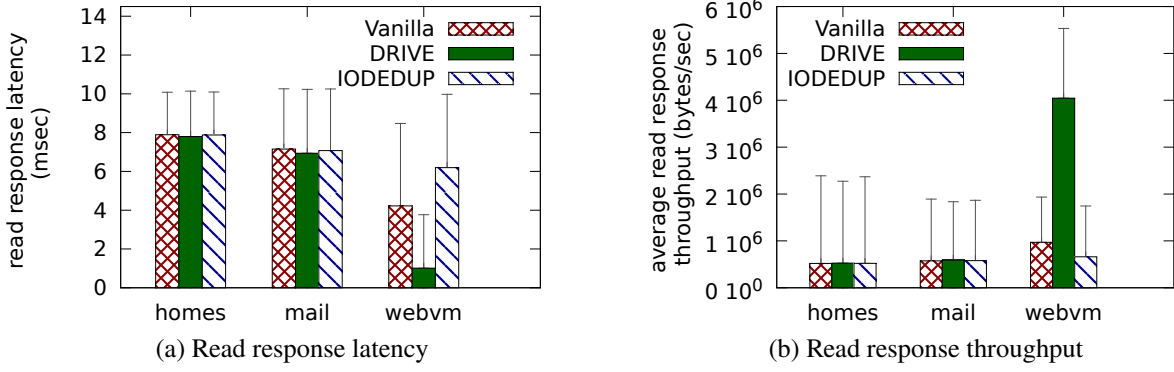 read response latency
(msec)
14
12
10
8
6
4
2
0
Vanilla
DRIVE
IODEDUP
homes
mail
webvm
(a) Read response latency
average read response
throughput (bytes/sec)
6 10⁶
5 10⁶
4 10⁶
3 10⁶
2 10⁶
1 10⁶
0 10⁰
Vanilla
DRIVE
IODEDUP
homes
mail
webvm
(b) Read response throughput